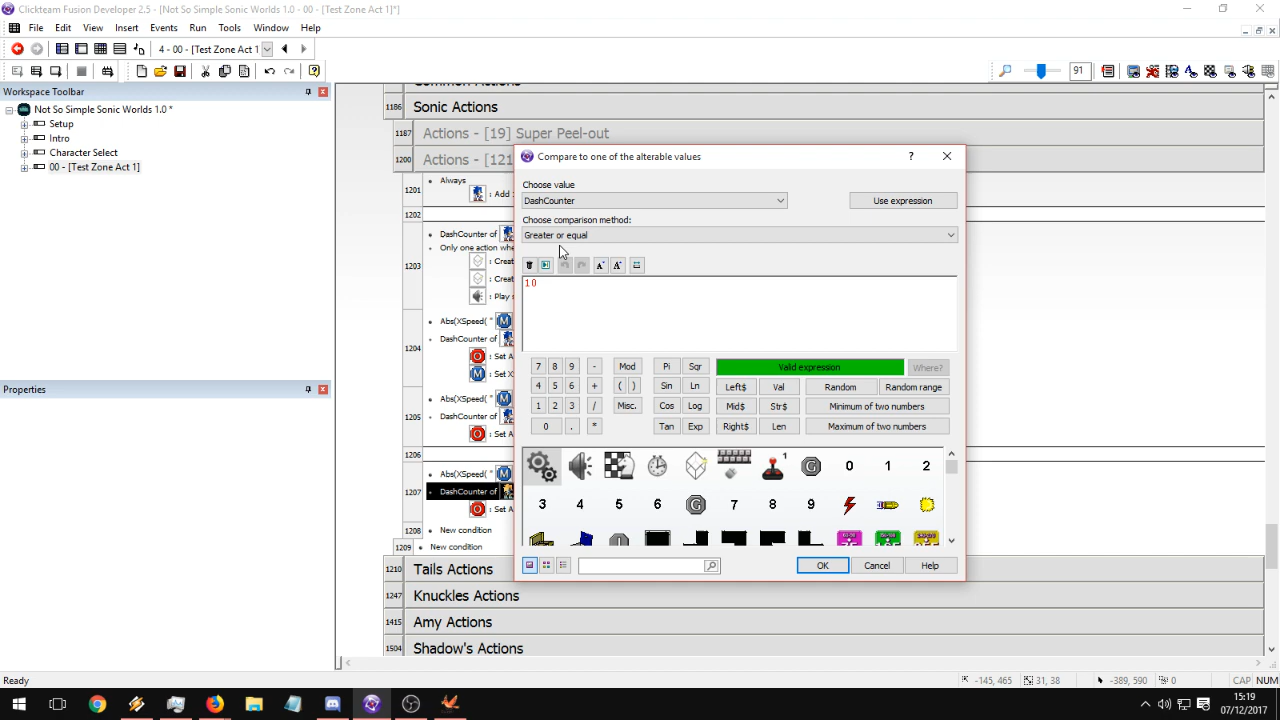 Clickteam Fusion Developer 2.5 - [Not So Simple Sonic Worlds 1.0 - 00 - [Test Zone Act 1]*]
File Edit View Insert Events Run Tools Window Help
4 - 00 - [Test Zone Act 1
91
Workspace Toolbar
Not So Simple Sonic Worlds 1.0 *
Setup
Intro
Character Select
00 - [Test Zone Act 1]
Properties
1186 Sonic Actions
1187 Actions - [19] Super Peel-out
1200 Actions - [121
1201 Always
: Add
1202
1203 DashCounter of
Only one action whe
: Creat
: Creat
: Play s
1204 Abs(XSpeed( "
DashCounter of
: Set A
: Set X
1205 Abs(XSpeed( "
DashCounter of
: Set A
1206
1207 Abs(XSpeed( "
DashCounter of
: Set A
1208 New condition
1209 New condition
1210 Tails Actions
1247 Knuckles Actions
1415 Amy Actions
1504 Shadow's Actions
Compare to one of the alterable values
Choose value
DashCounter
Use expression
Choose comparison method:
Greater or equal
10
7 8 9 - Mod Pi Sqr Valid expression Where?
4 5 6 + ( ) Sin Ln Left$ Val Random Random range
1 2 3 / Misc. Cos Log Mid$ Str$ Minimum of two numbers
0 . * Tan Exp Right$ Len Maximum of two numbers
1
G 0 1 2
3 4 5 6 G 7 8 9
OK Cancel Help
Ready
-145, 465 31, 38 -389, 590 0 CAP NUM
15:19
07/12/2017